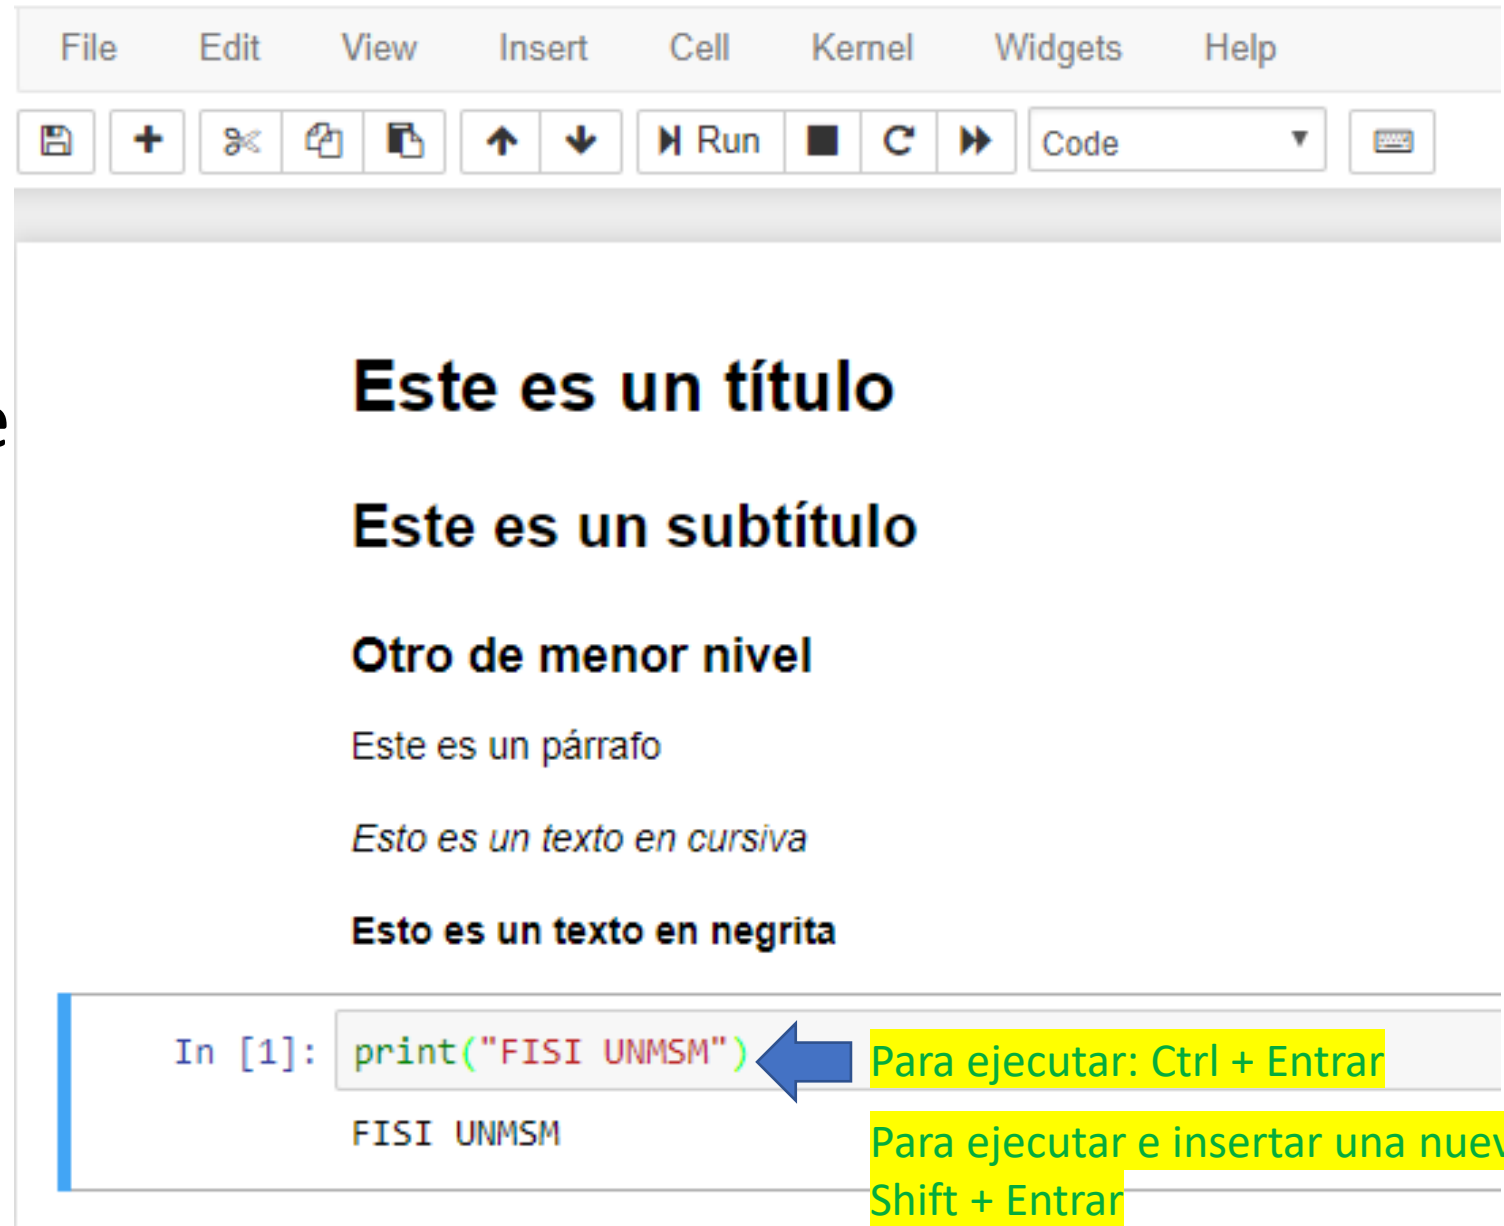 File Edit View Insert Cell Kernel Widgets Help
Run Code
Este es un título
Este es un subtítulo
Otro de menor nivel
Este es un párrafo
Esto es un texto en cursiva
Esto es un texto en negrita
In [1]: print("FISI UNMSM")
Para ejecutar: Ctrl + Entrar
FISI UNMSM
Para ejecutar e insertar una
Shift + Entrar